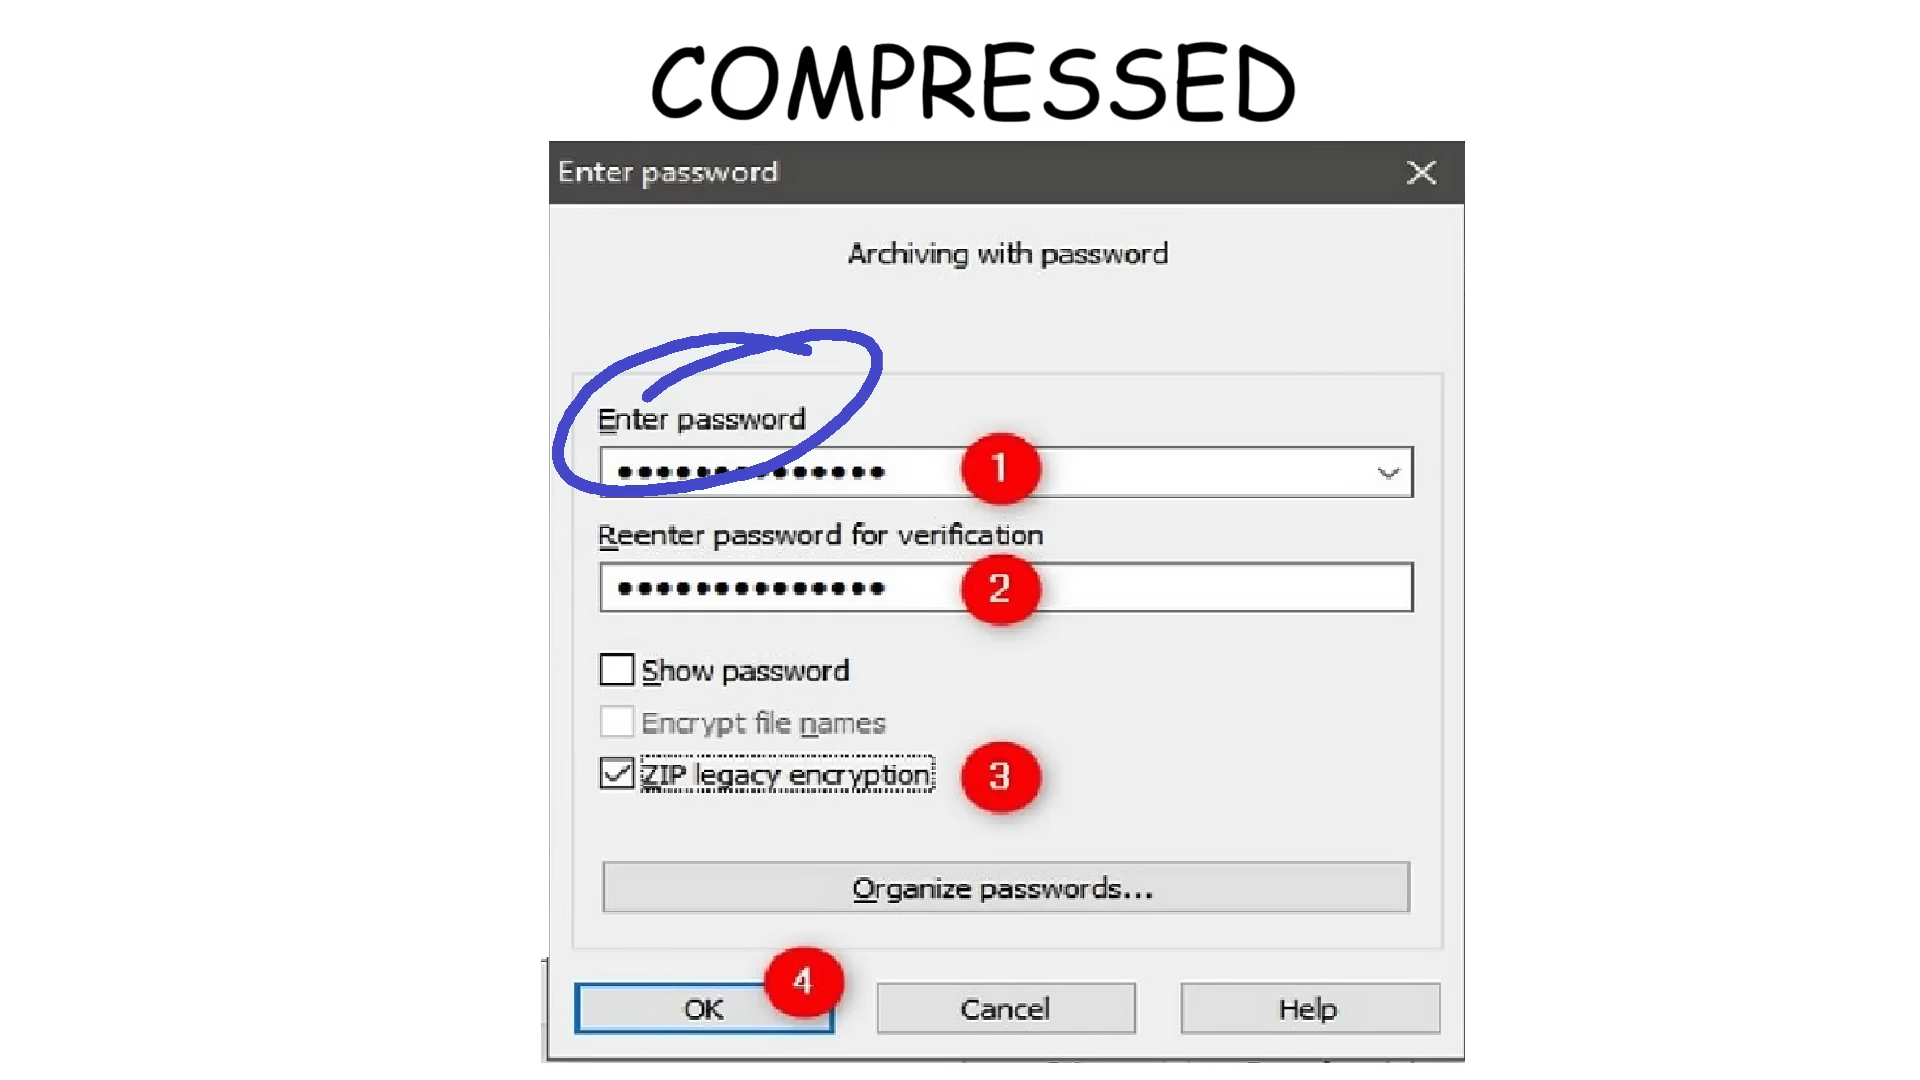 COMPRESSED
Enter password
Archiving with password
Enter password
1
Reenter password for verification
2
Show password
Encrypt file names
ZIP legacy encryption
3
Organize passwords...
4
OK Cancel Help